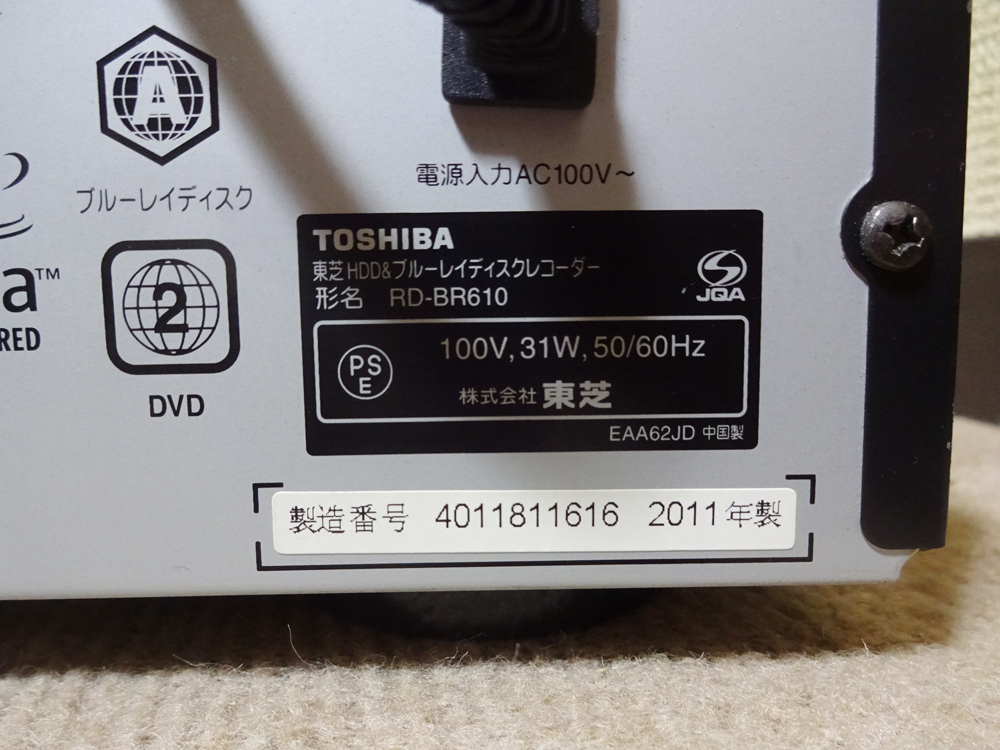 A
ブルーレイディスク
a™
RED
2
DVD
電源入力AC100V～
TOSHIBA
東芝HDD&ブルーレイディスクレコーダー
形名 RD-BR610
JQA
PS
E
100V, 31W, 50/60Hz
株式会社 東芝
EAA62JD 中国製
製造番号 4011811616 2011年製